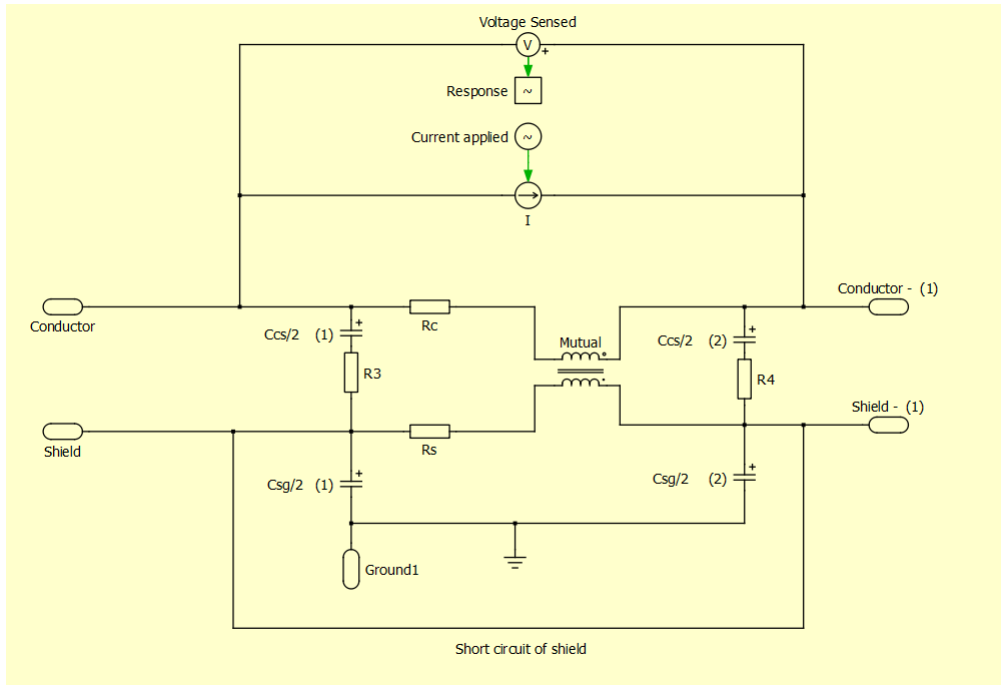 Voltage Sensed
V
+
Response ~
Current applied ~
I
Conductor - (1)
Conductor
Rc
Ccs/2 (1) +
Mutual
Ccs/2 (2) +
R3
R4
Shield - (1)
Shield
Rs
Csg/2 (1) +
Csg/2 (2) +
Ground1
Short circuit of shield